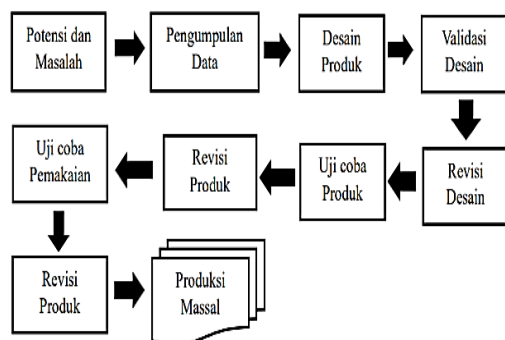 Potensi dan
Masalah
Pengumpulan
Data
Desain
Produk
Validasi
Desain
Revisi
Desain
Uji coba
Produk
Revisi
Produk
Uji coba
Pemakaian
Revisi
Produk
Produksi
Massal